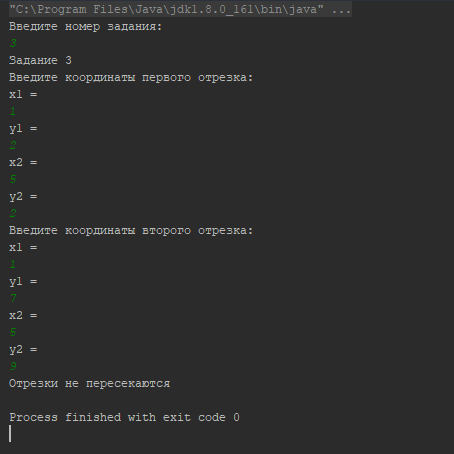 "C:\Program Files\Java\jdk1.8.0_161\bin\java" ...
Введите номер задания:
3
Задание 3
Введите координаты первого отрезка:
x1 =
1
y1 =
2
x2 =
5
y2 =
2
Введите координаты второго отрезка:
x1 =
1
y1 =
7
x2 =
5
y2 =
9
Отрезки не пересекаются
Process finished with exit code 0